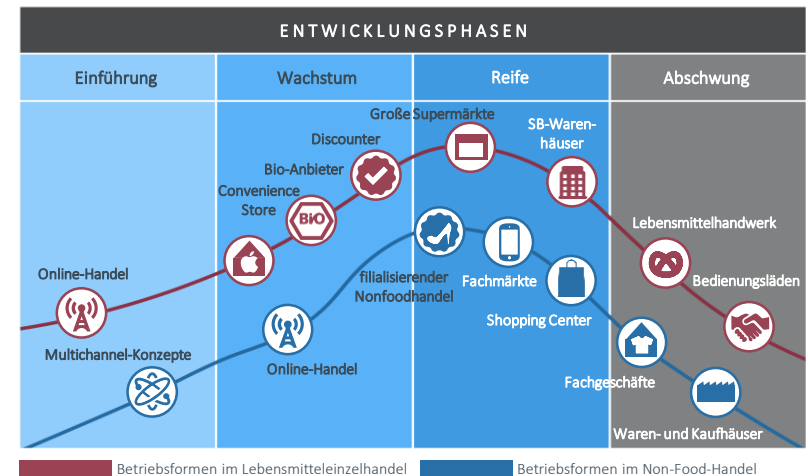 ENTWICKLUNGSPHASEN
Einführung
Wachstum
Reife
Abschwung
Große Supermärkte
SB-Waren-
häuser
Discounter
Bio-Anbieter
Convenience
Store
BIO
Lebensmittelhandwerk
Online-Handel
filialisierender
Nonfoodhandel
Fachmärkte
Bedienungsläden
Shopping Center
Multichannel-Konzepte
Online-Handel
Fachgeschäfte
Waren- und Kaufhäuser
Betriebsformen im Lebensmitteleinzelhandel
Betriebsformen im Non-Food-Handel